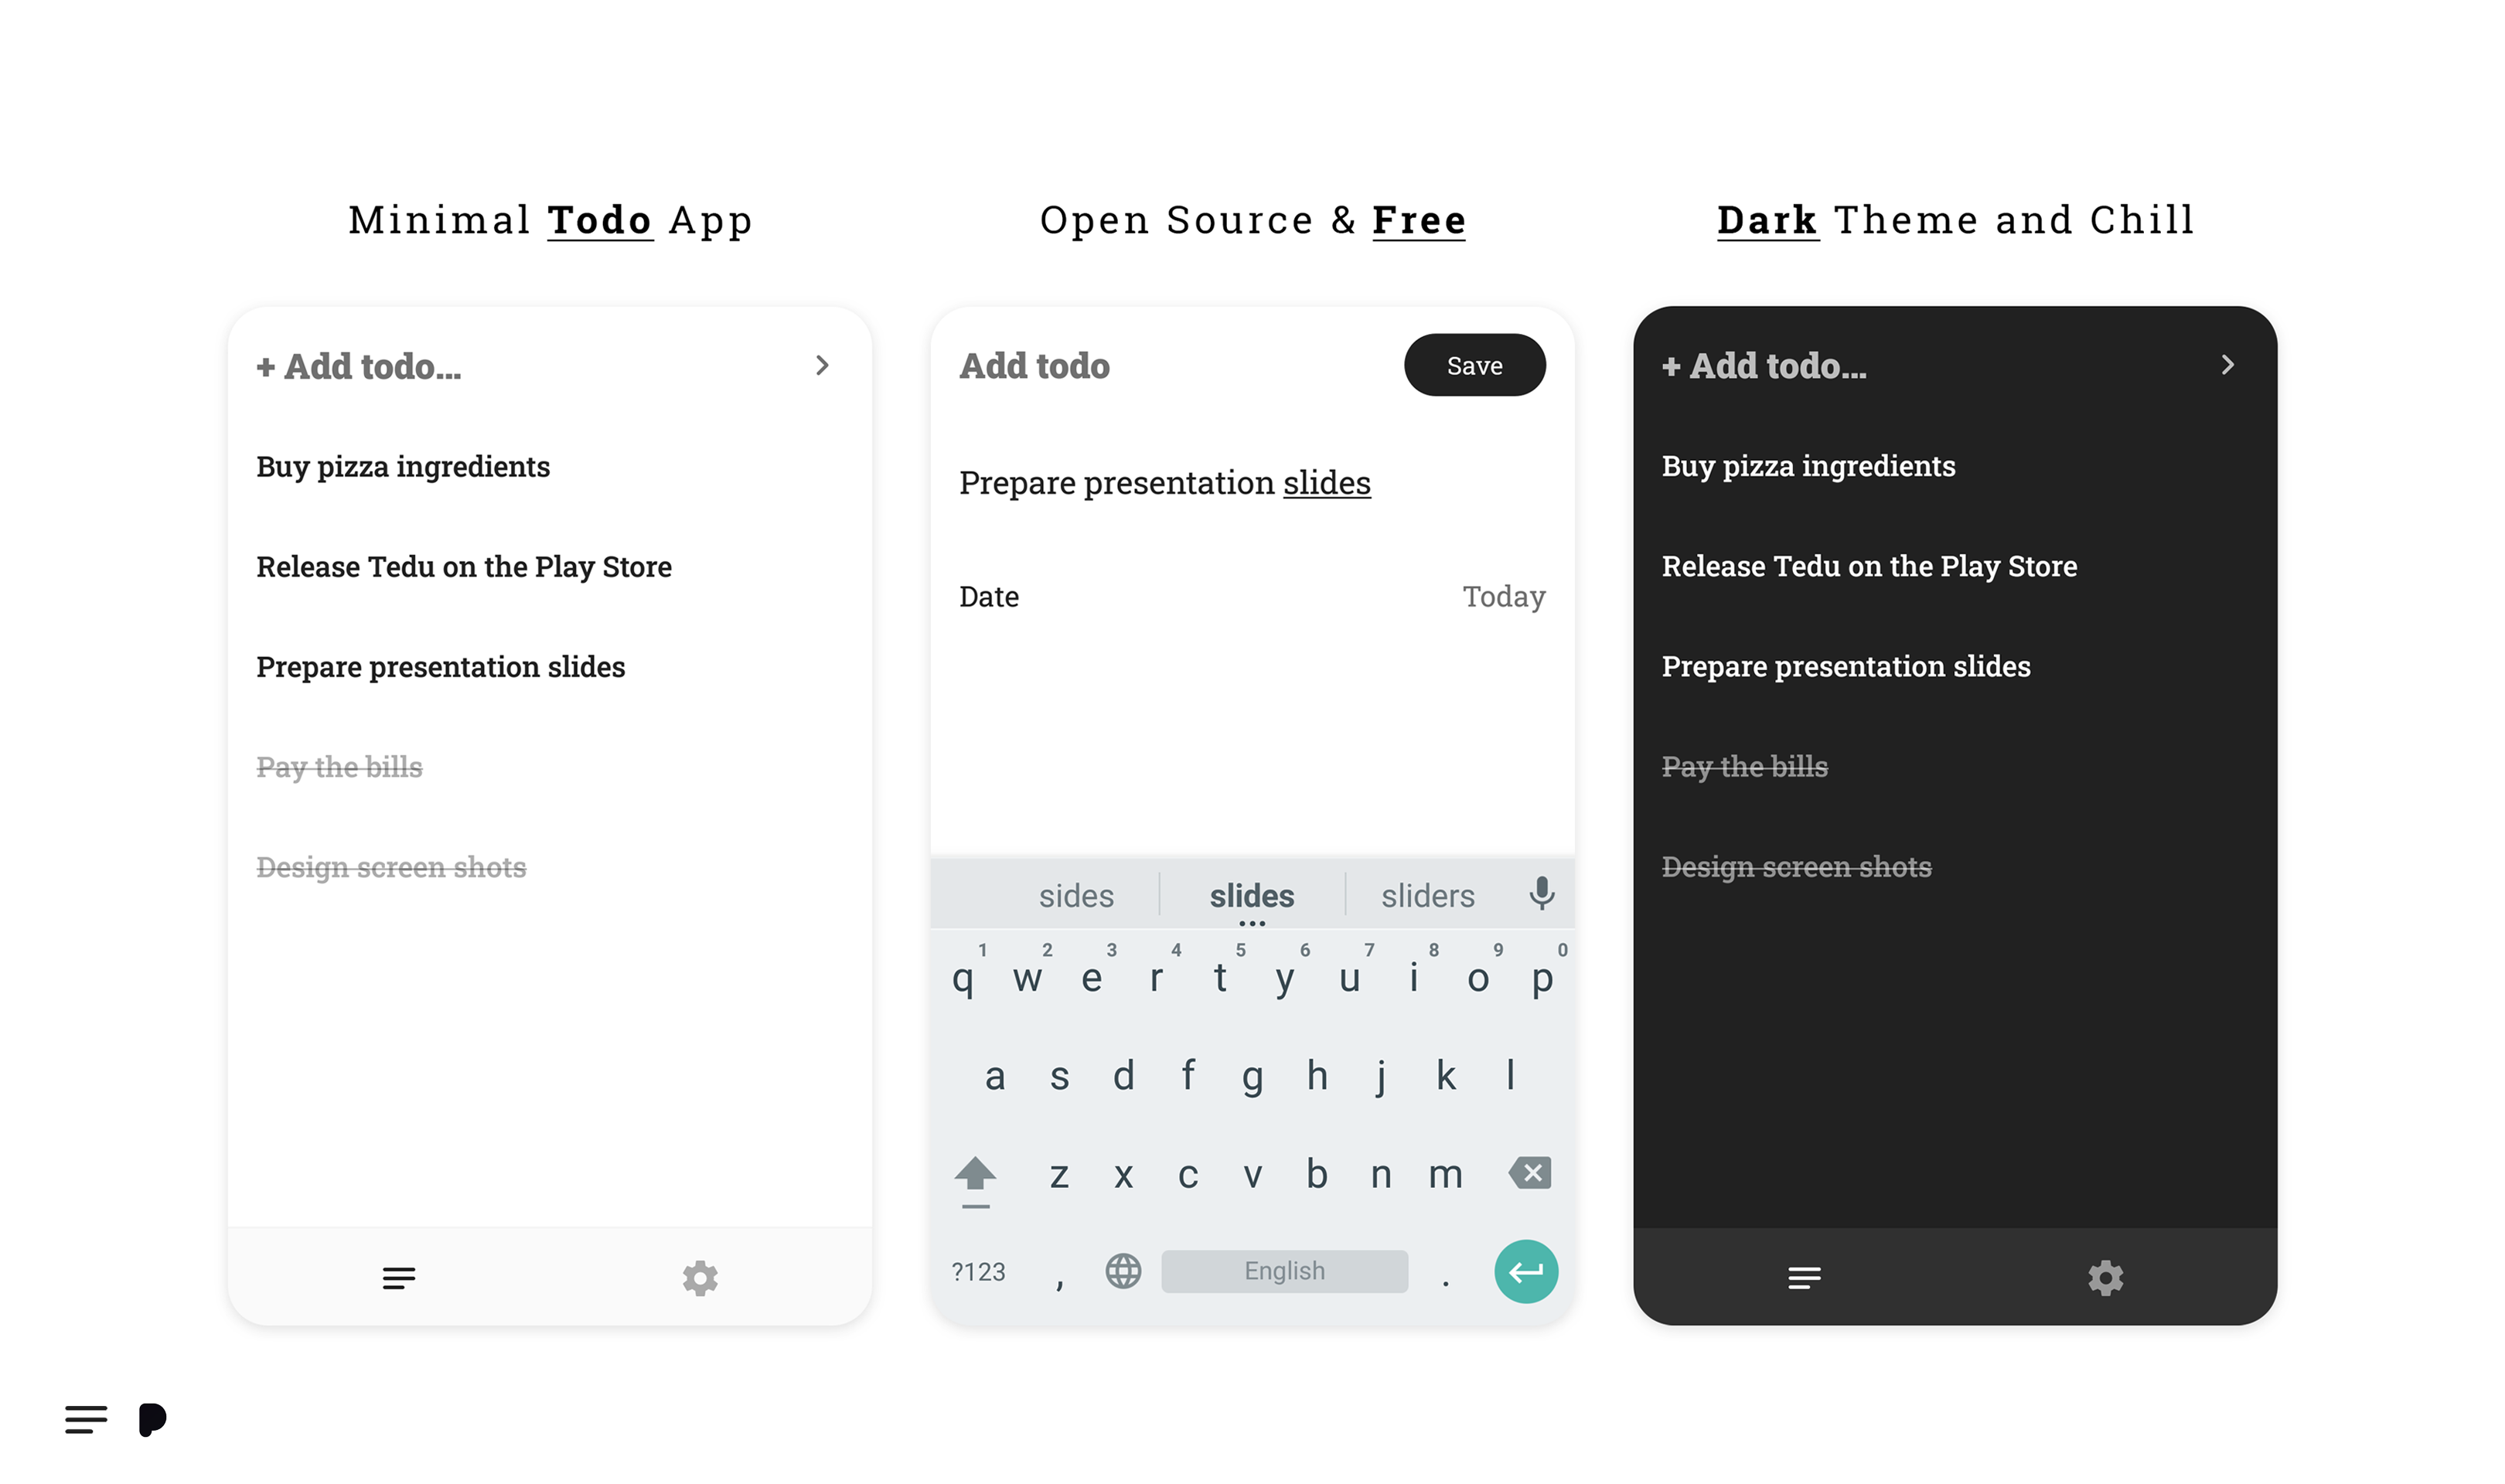 Minimal Todo App
+ Add todo...
Buy pizza ingredients
Release Tedu on the Play Store
Prepare presentation slides
Pay the bills
Design screen shots
Open Source & Free
Add todo
Save
Prepare presentation slides
Date
Today
sides
slides
sliders
1 2 3 4 5 6 7 8 9 0
q w e r t y u i o p
a s d f g h j k l
z x c v b n m
?123 , English .
Dark Theme and Chill
+ Add todo...
Buy pizza ingredients
Release Tedu on the Play Store
Prepare presentation slides
Pay the bills
Design screen shots